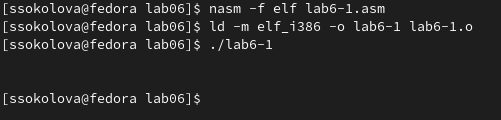 [ssokolova@fedora lab06]$ nasm -f elf lab6-1.asm
[ssokolova@fedora lab06]$ ld -m elf_i386 -o lab6-1 lab6-1.o
[ssokolova@fedora lab06]$ ./lab6-1
[ssokolova@fedora lab06]$